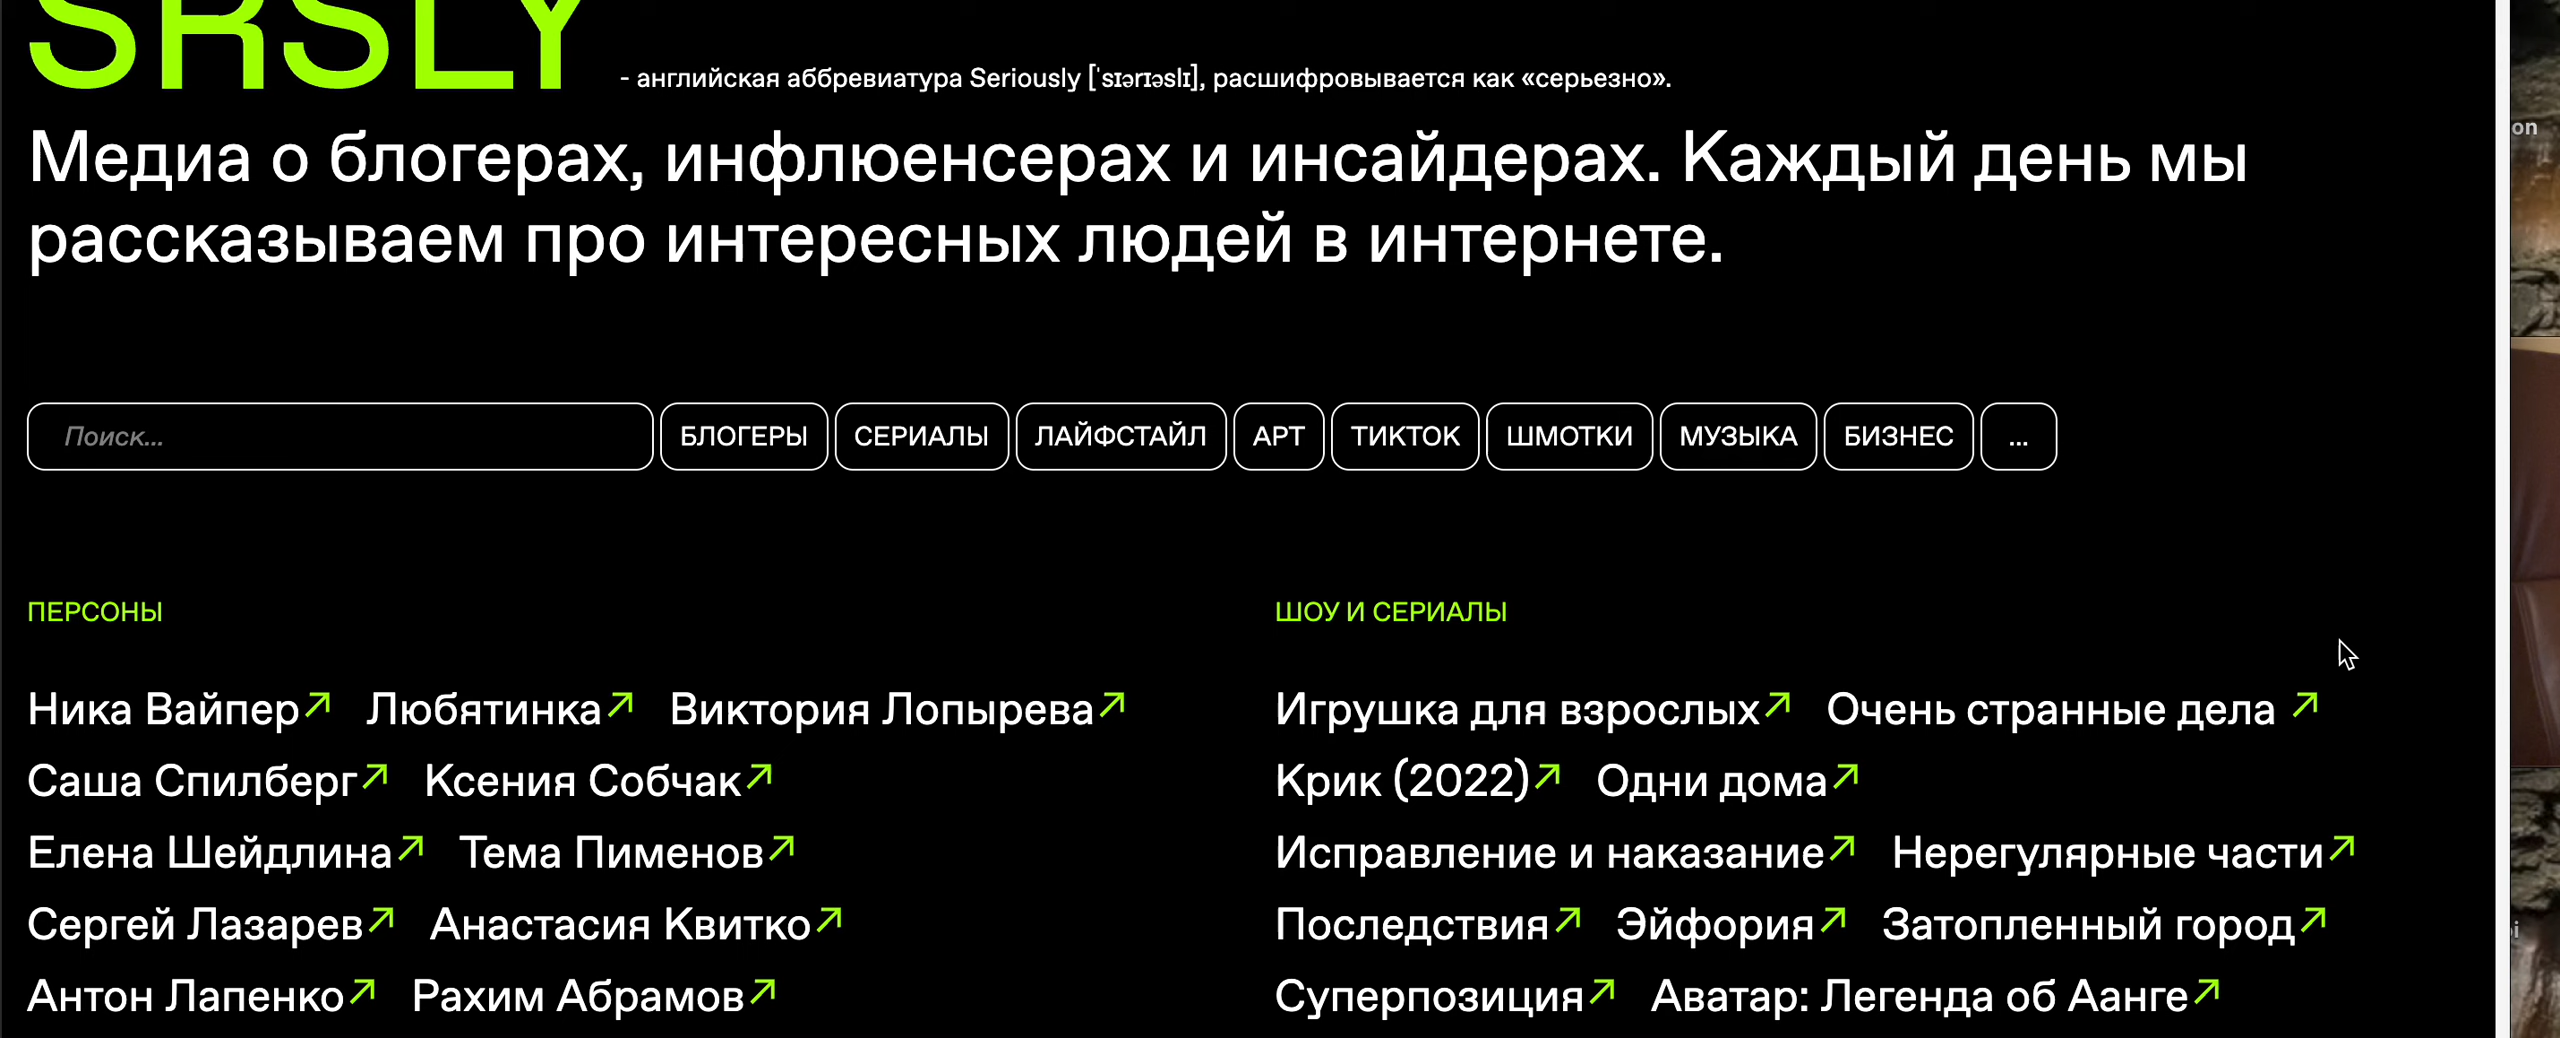 SRSLY
- английская аббревиатура Seriously [ˈsɪərɪəslɪ], расшифровывается как «серьезно».
Медиа о блогерах, инфлюенсерах и инсайдерах. Каждый день мы
рассказываем про интересных людей в интернете.
Поиск...
БЛОГЕРЫ
СЕРИАЛЫ
ЛАЙФСТАЙЛ
АРТ
ТИКТОК
ШМОТКИ
МУЗЫКА
БИЗНЕС
...
ПЕРСОНЫ
Ника Вайпер↗ Любятинка↗ Виктория Лопырева↗
Саша Спилберг↗ Ксения Собчак↗
Елена Шейдлина↗ Тема Пименов↗
Сергей Лазарев↗ Анастасия Квитко↗
Антон Лапенко↗ Рахим Абрамов↗
ШОУ И СЕРИАЛЫ
Игрушка для взрослых↗ Очень странные дела ↗
Крик (2022)↗ Одни дома↗
Исправление и наказание↗ Нерегулярные части↗
Последствия↗ Эйфория↗ Затопленный город↗
Суперпозиция↗ Аватар: Легенда об Аанге↗
on